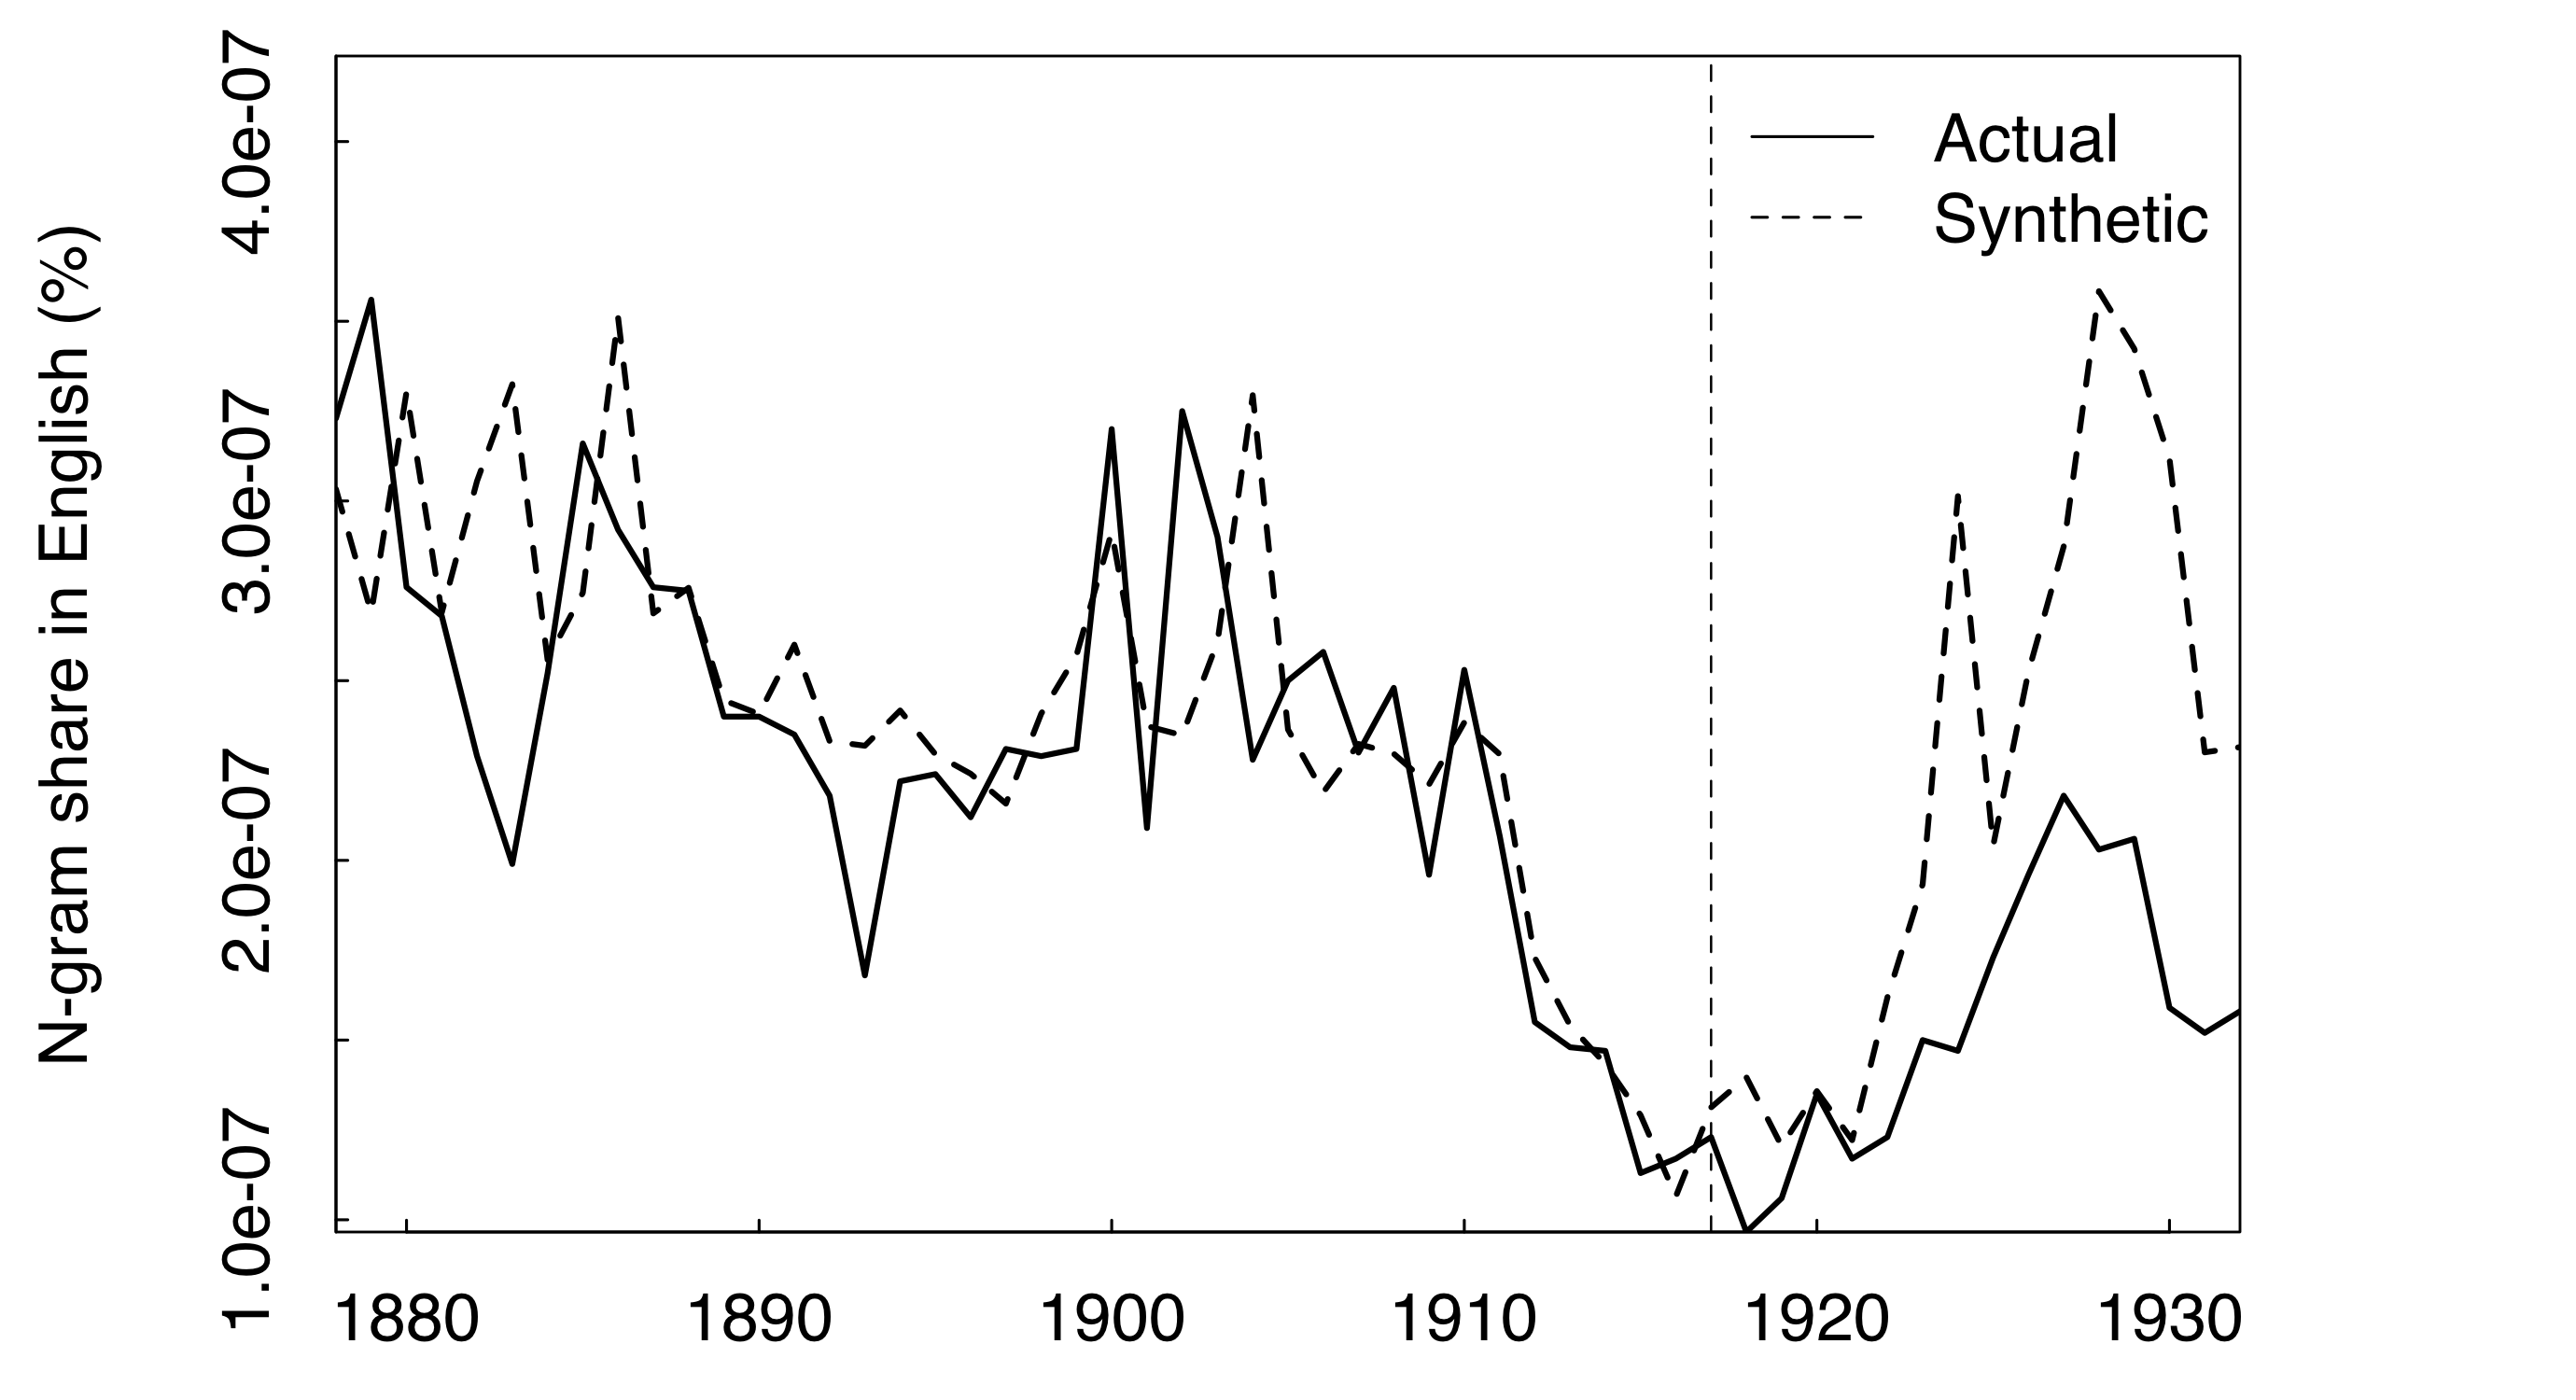 N-gram share in English (%)
4.0e-07
3.0e-07
2.0e-07
1.0e-07
Actual
Synthetic
1880 1890 1900 1910 1920 1930